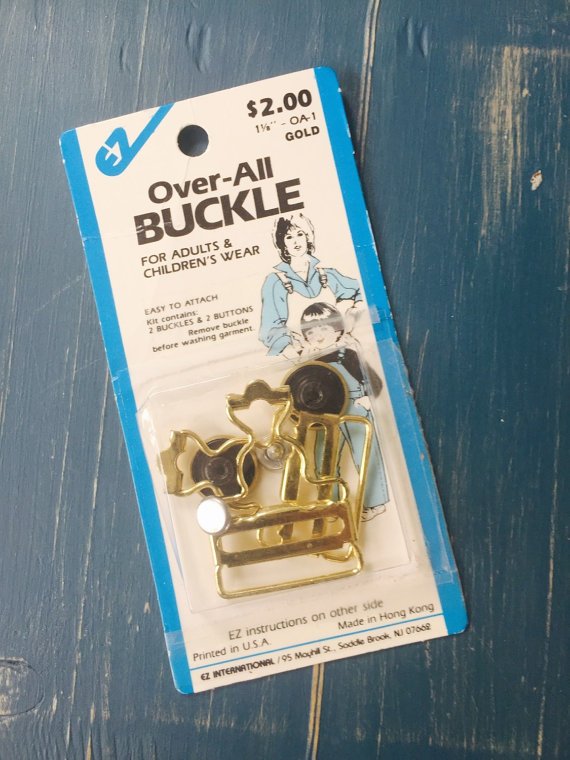 EZ
$2.00
1⅛" - OA-1
GOLD
Over-All
BUCKLE
FOR ADULTS &
CHILDREN'S WEAR
EASY TO ATTACH
Kit contains:
2 BUCKLES & 2 BUTTONS
Remove buckle
before washing garment.
EZ instructions on other side
Printed in U.S.A. Made in Hong Kong
EZ INTERNATIONAL / 95 Mayhill St., Saddle Brook, NJ 07662